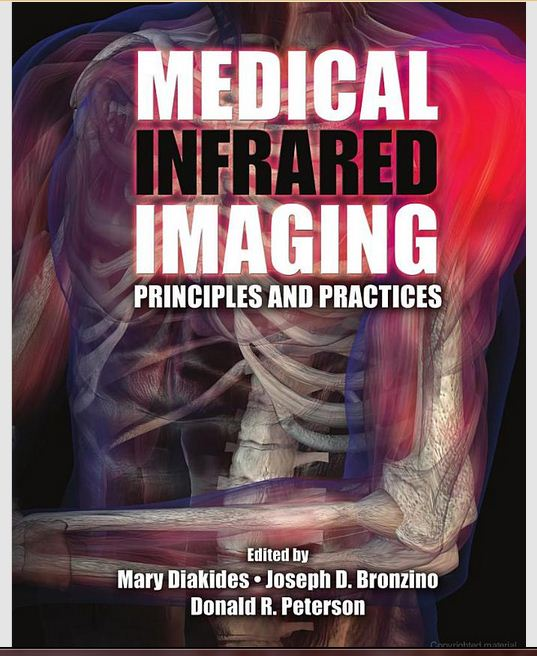 MEDICAL
INFRARED
IMAGING
PRINCIPLES AND PRACTICES
Edited by
Mary Diakides • Joseph D. Bronzino
Donald R. Peterson
Copyrighted material